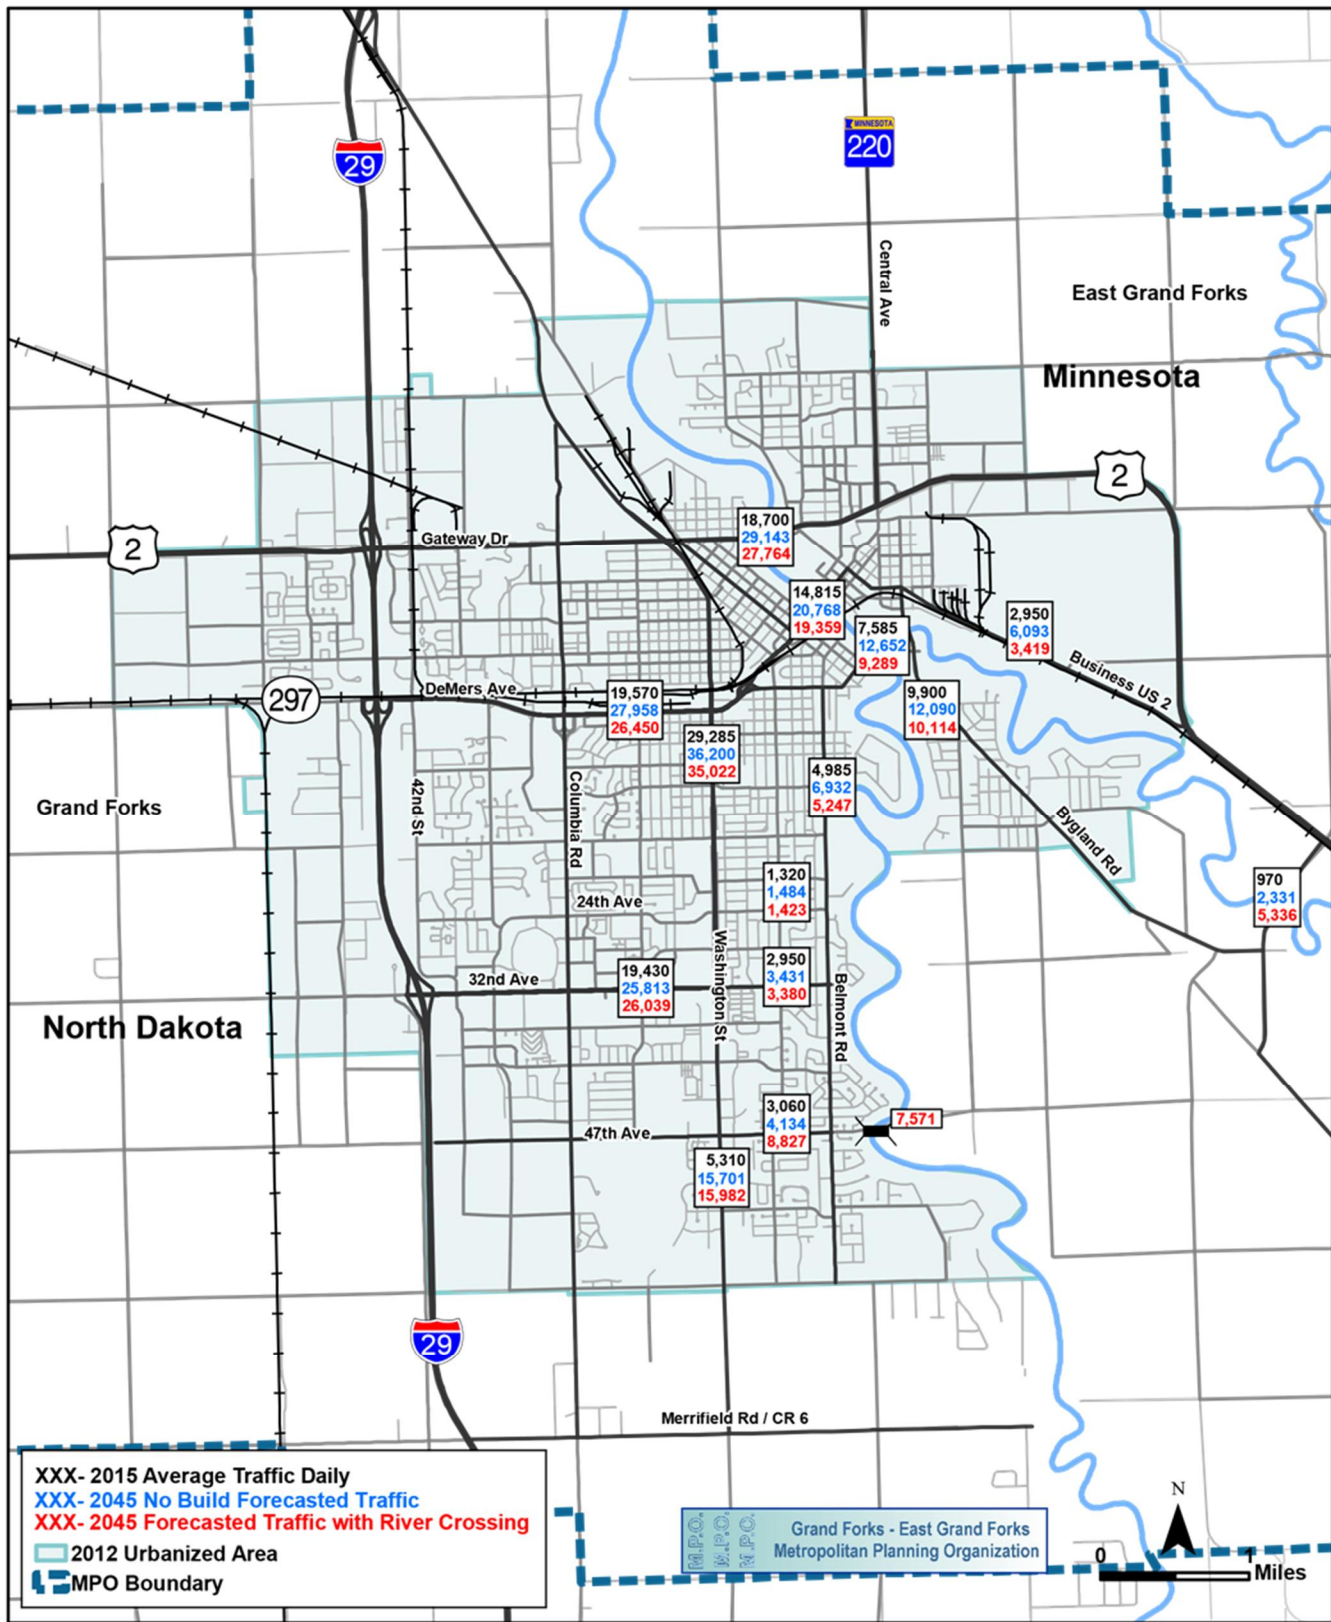 29
MINNESOTA
220
Central Ave
East Grand Forks
Minnesota
2
2
Gateway Dr
18,700
29,143
27,764
14,815
20,768
19,359
7,585
12,652
9,289
2,950
6,093
3,419
Business US 2
297
DeMers Ave
19,570
27,958
26,450
9,900
12,090
10,114
29,285
36,200
35,022
4,985
6,932
5,247
Grand Forks
42nd St
Columbia Rd
Bygland Rd
1,320
1,484
1,423
970
2,331
5,336
24th Ave
Washington St
32nd Ave
19,430
25,813
26,039
2,950
3,431
3,380
Belmont Rd
North Dakota
3,060
4,134
8,827
7,571
47th Ave
5,310
15,701
15,982
29
Merrifield Rd / CR 6
XXX- 2015 Average Traffic Daily
XXX- 2045 No Build Forecasted Traffic
XXX- 2045 Forecasted Traffic with River Crossing
2012 Urbanized Area
MPO Boundary
M.P.O.
M.P.O.
M.P.O.
Grand Forks - East Grand Forks
Metropolitan Planning Organization
N
0 1
Miles